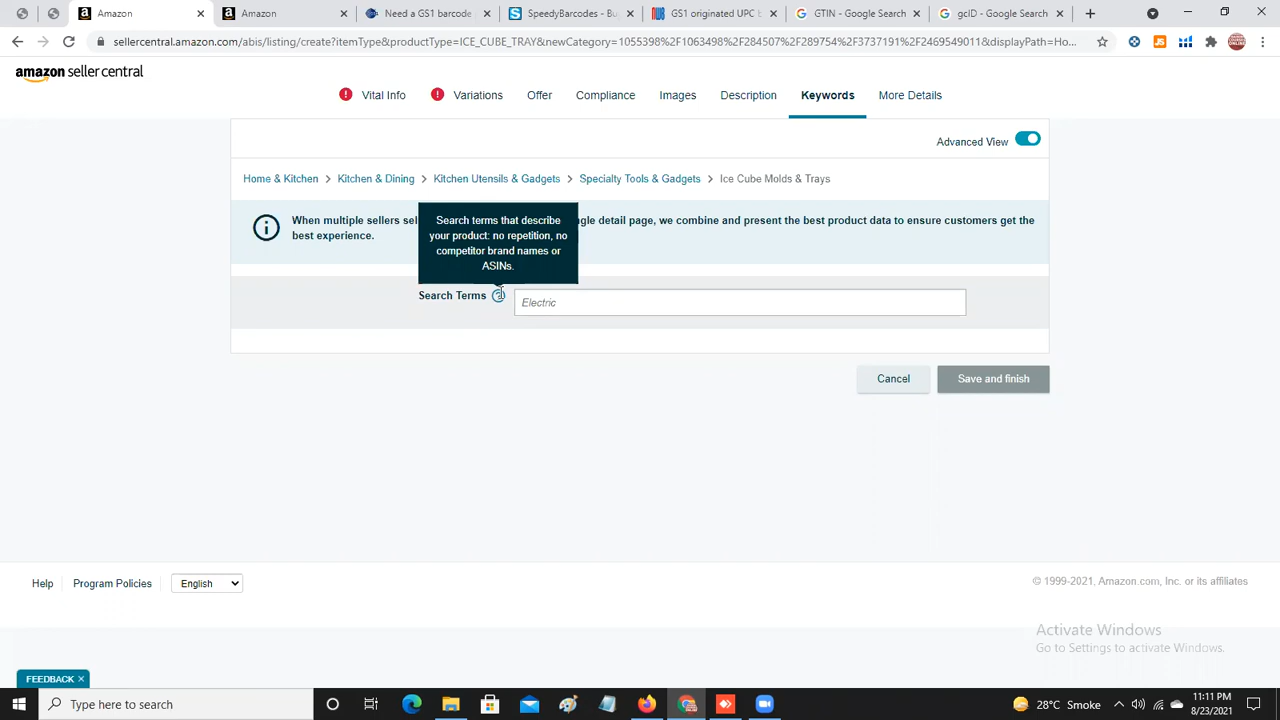 Amazon
Amazon
Need a GS1 barcode
SpeedyBarcodes - Bu
GS1 originated UPC b
GTIN - Google Search
gcID - Google Search
sellercentral.amazon.com/abis/listing/create?itemType&productType=ICE_CUBE_TRAY&newCategory=1055398%2F1063498%2F284507%2F289754%2F3737191%2F2469549011&displayPath=Ho...
amazon seller central
Vital Info
Variations
Offer
Compliance
Images
Description
Keywords
More Details
Advanced View
Home & Kitchen > Kitchen & Dining > Kitchen Utensils & Gadgets > Specialty Tools & Gadgets > Ice Cube Molds & Trays
When multiple sellers sel
gle detail page, we combine and present the best product data to ensure customers get the
best experience.
Search terms that describe
your product: no repetition, no
competitor brand names or
ASINs.
Search Terms
Electric
Cancel
Save and finish
Help
Program Policies
English
© 1999-2021, Amazon.com, Inc. or its affiliates
Activate Windows
Go to Settings to activate Windows.
FEEDBACK ×
Type here to search
28°C Smoke
11:11 PM
8/23/2021